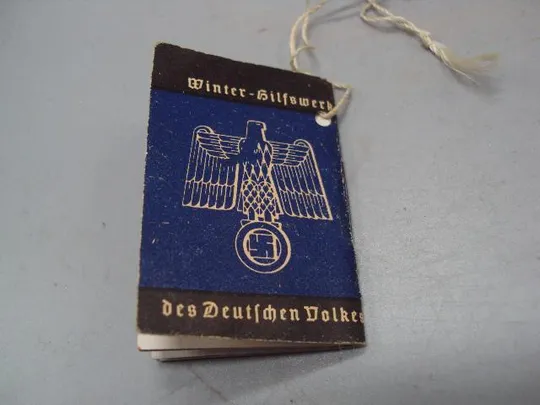 Winter-Hilfswerk
des Deutschen Volkes